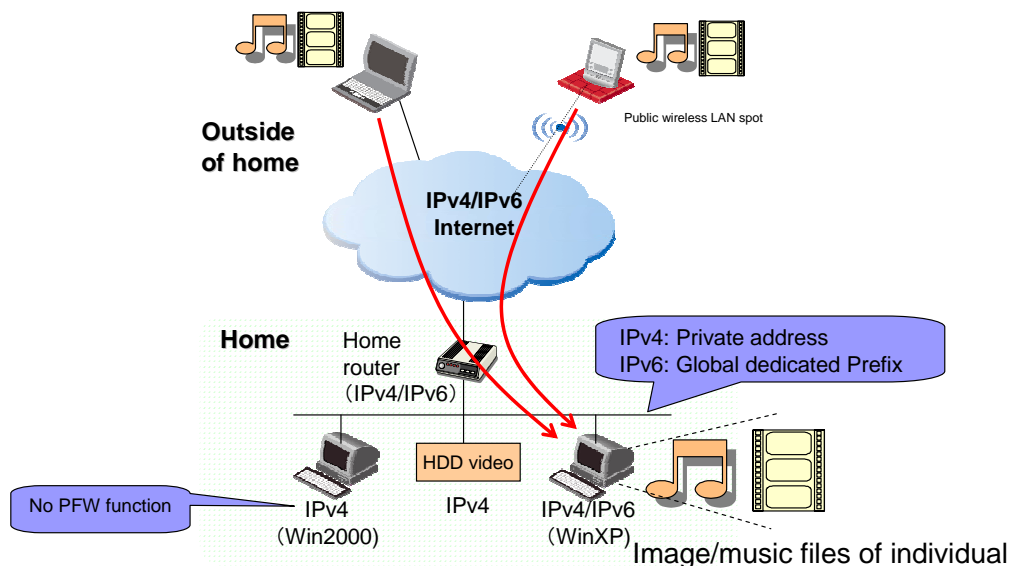 Public wireless LAN spot
Outside
of home
IPv4/IPv6
Internet
Home
Home
router
（IPv4/IPv6）
IPv4: Private address
IPv6: Global dedicated Prefix
HDD video
No PFW function
IPv4
（Win2000)
IPv4
IPv4/IPv6
（WinXP)
Image/music files of individual